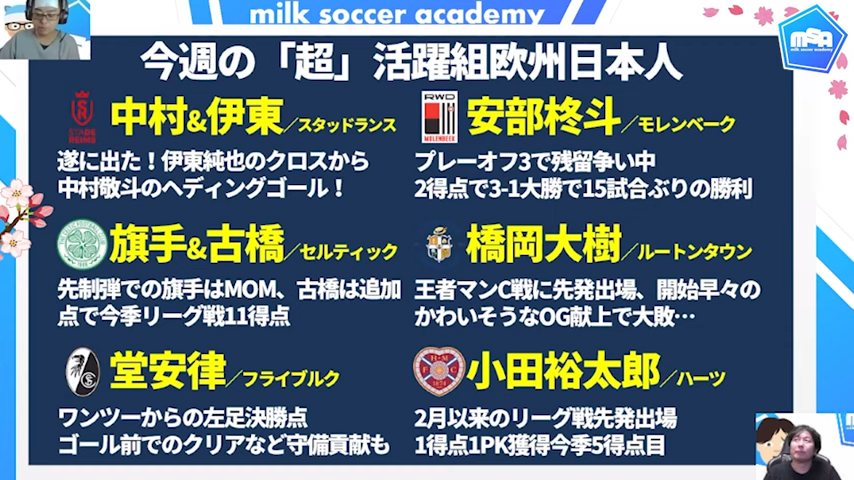 milk soccer academy
MSA
milk soccer academy
今週の「超」活躍組欧州日本人
中村&伊東／スタッドランス
遂に出た！伊東純也のクロスから
中村敬斗のヘディングゴール！
RWD
MOLENBEEK
安部柊斗／モレンベーク
プレーオフ3で残留争い中
2得点で3-1大勝で15試合ぶりの勝利
旗手&古橋／セルティック
先制弾での旗手はMOM、古橋は追加
点で今季リーグ戦11得点
橋岡大樹／ルートンタウン
王者マンC戦に先発出場、開始早々の
かわいそうなOG献上で大敗…
堂安律／フライブルク
ワンツーからの左足決勝点
ゴール前でのクリアなど守備貢献も
H M
F C
1874
小田裕太郎／ハーツ
2月以来のリーグ戦先発出場
1得点1PK獲得今季5得点目